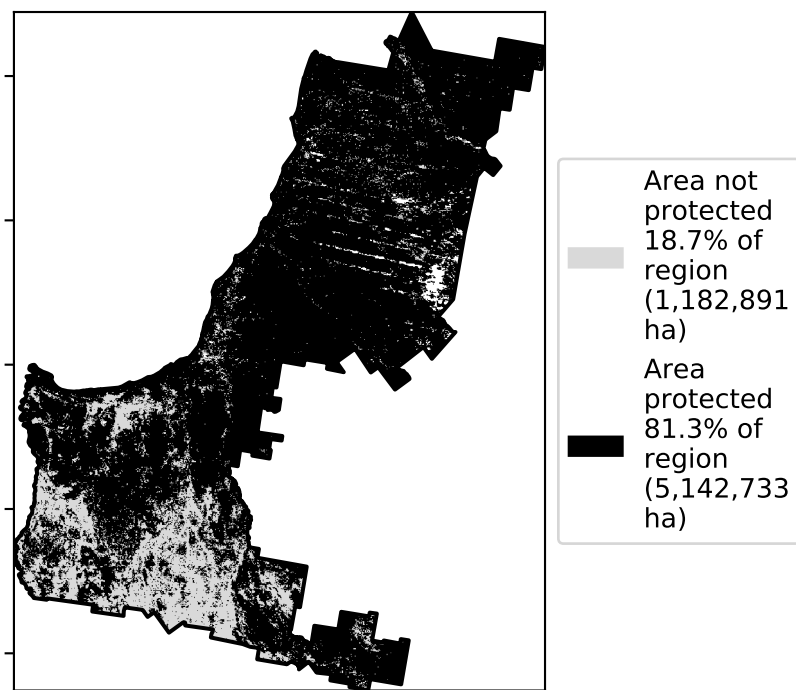 Area not
protected
18.7% of
region
(1,182,891
ha)
Area
protected
81.3% of
region
(5,142,733
ha)